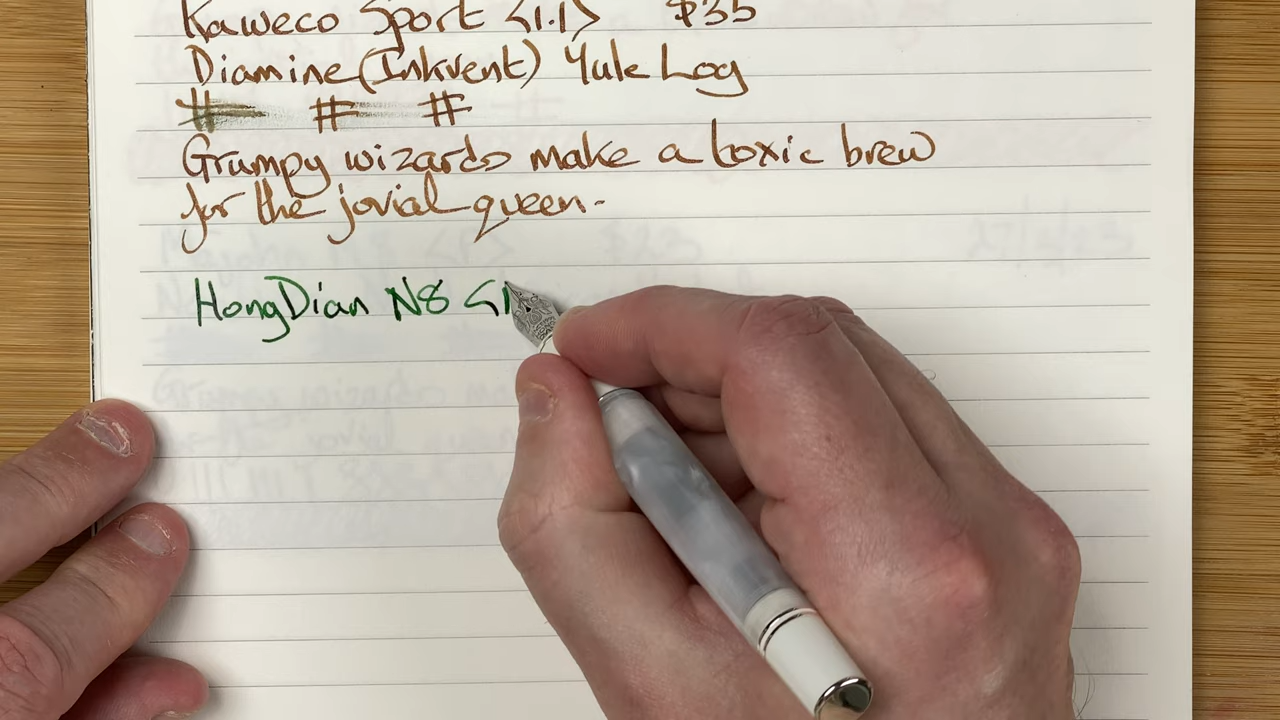 Kaweco Sport <1.1> $35
Diamine (Inkvent) Yule Log
# # #
Grumpy wizards make a toxic brew
for the jovial queen.
HongDian N8 <1